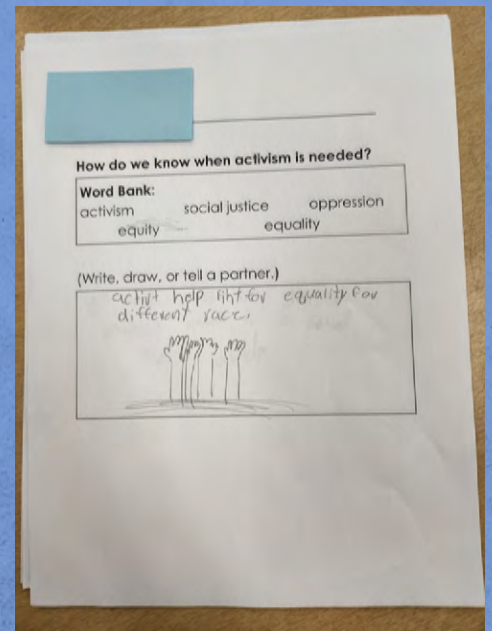 How do we know when activism is needed?
Word Bank:
activism social justice oppression
equity equality
(Write, draw, or tell a partner.)
activt help fiht for equality for
different race.